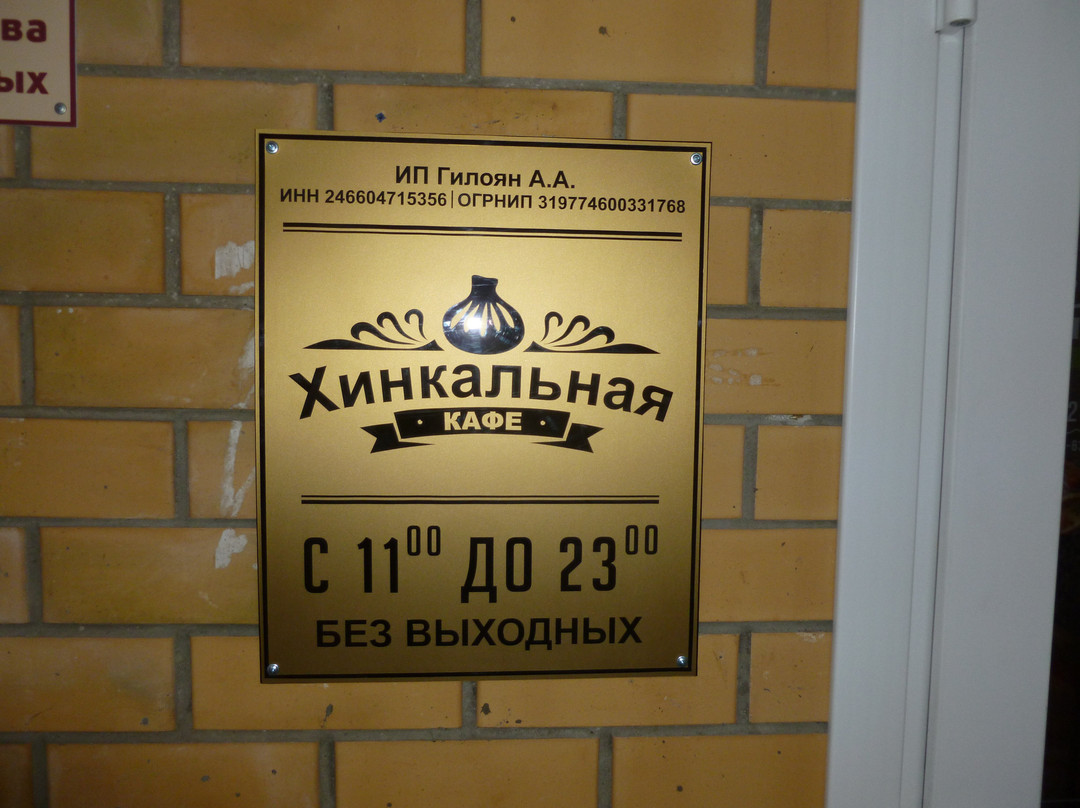 ва
ых
ИП Гилоян А.А.
ИНН 246604715356 | ОГРНИП 319774600331768
Хинкальная
КАФЕ
С 11⁰⁰ ДО 23⁰⁰
БЕЗ ВЫХОДНЫХ